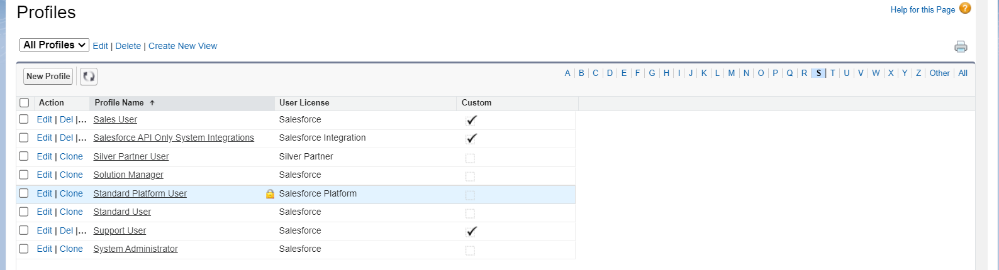 Profiles
Help for this Page ?
All Profiles Edit | Delete | Create New View
New Profile A | B | C | D | E | F | G | H | I | J | K | L | M | N | O | P | Q | R | S | T | U | V | W | X | Y | Z | Other | All
Action Profile Name ↑ User License Custom
Edit | Del |... Sales User Salesforce ✓
Edit | Del |... Salesforce API Only System Integrations Salesforce Integration ✓
Edit | Clone Silver Partner User Silver Partner
Edit | Clone Solution Manager Salesforce
Edit | Clone Standard Platform User Salesforce Platform
Edit | Clone Standard User Salesforce
Edit | Del |... Support User Salesforce ✓
Edit | Clone System Administrator Salesforce